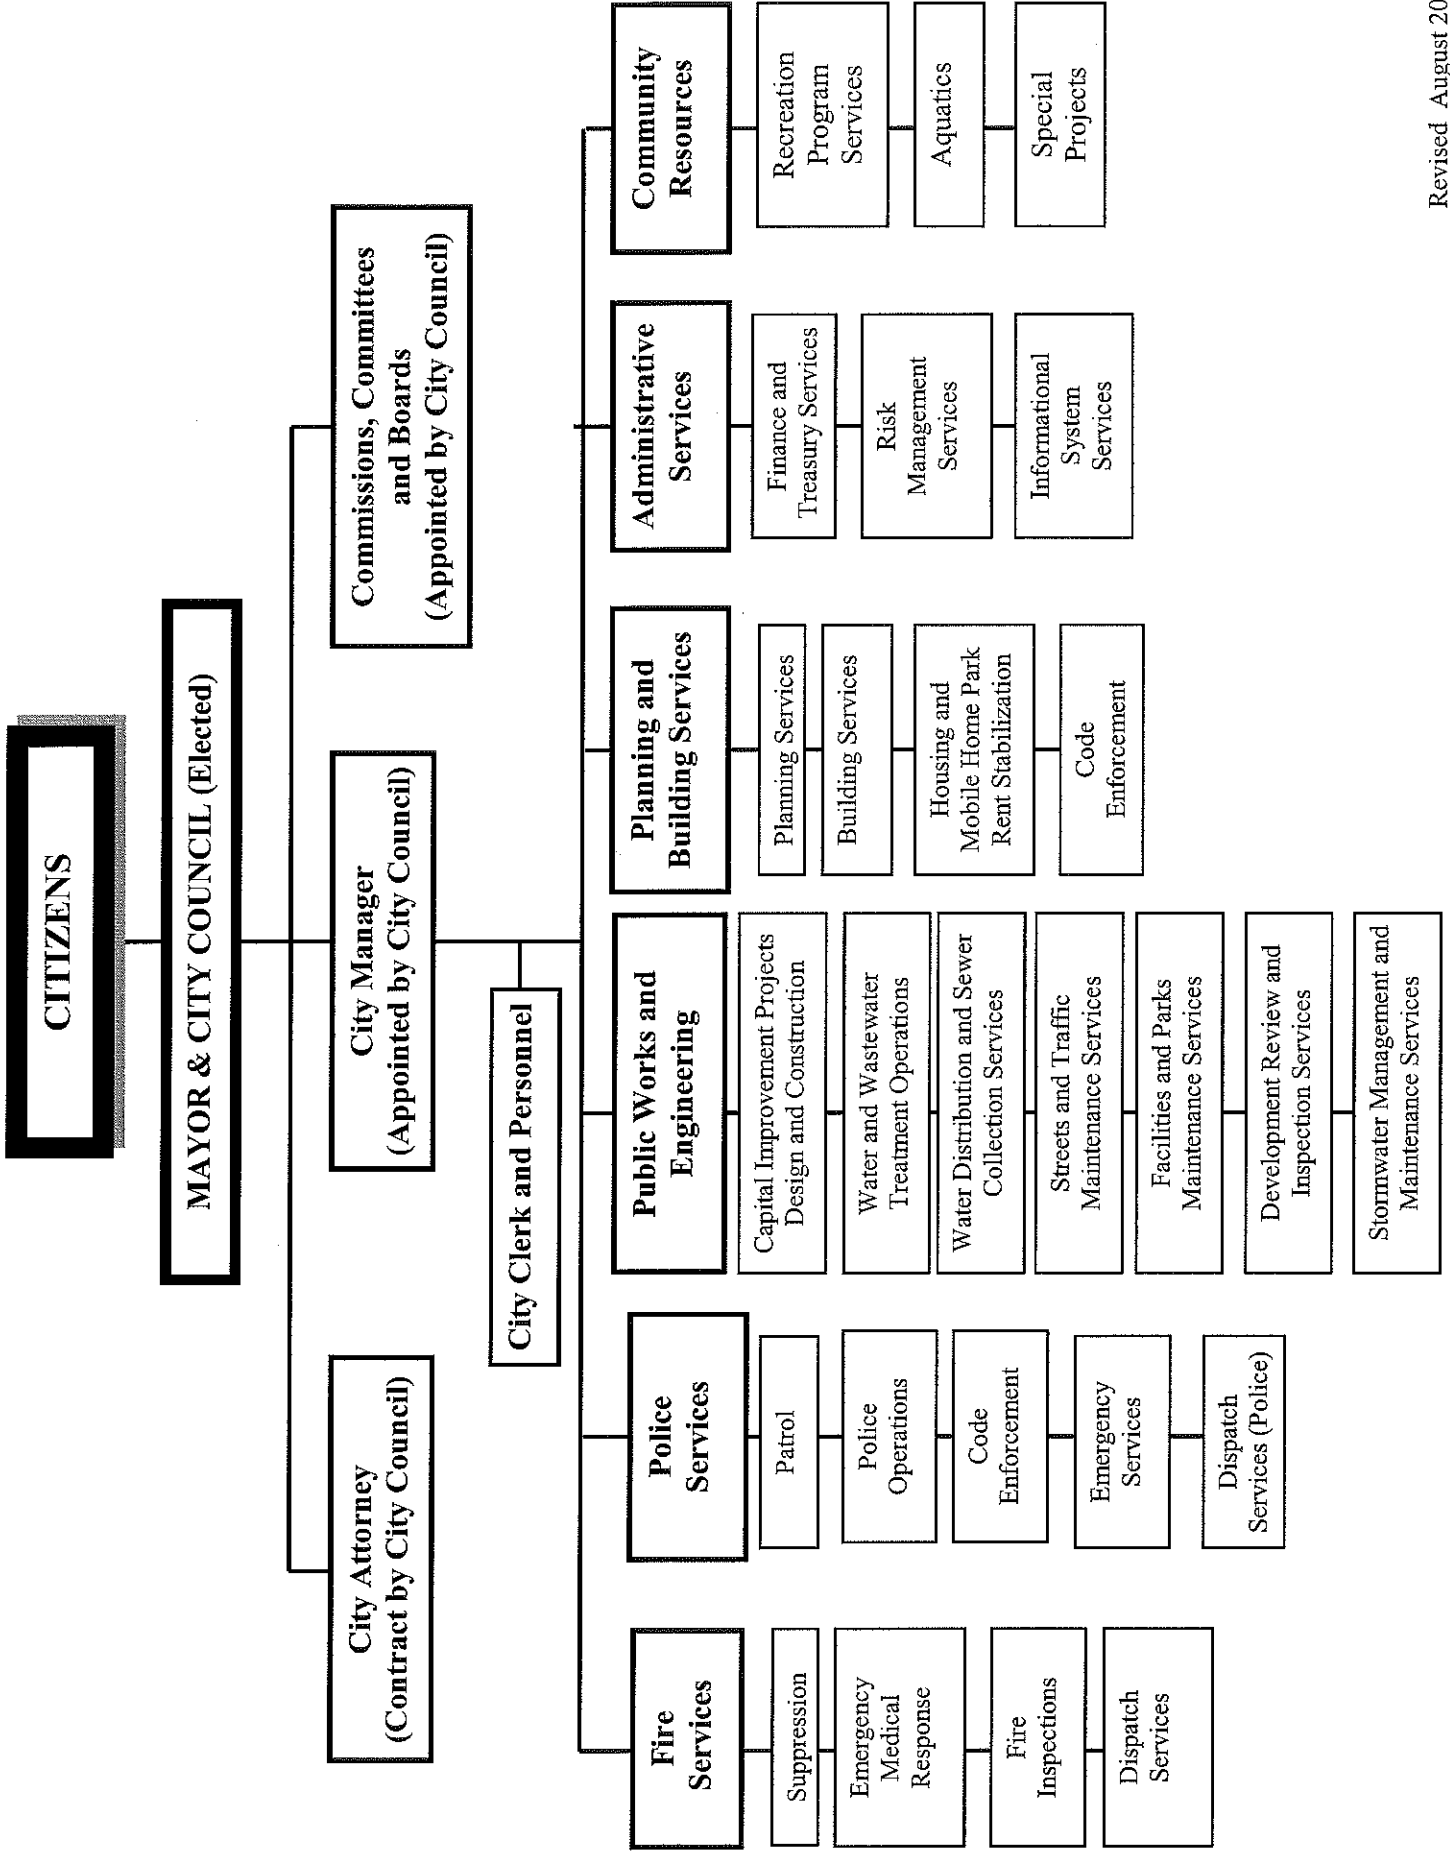 CITIZENS
MAYOR & CITY COUNCIL (Elected)
City Attorney
(Contract by City Council)
City Manager
(Appointed by City Council)
Commissions, Committees
and Boards
(Appointed by City Council)
City Clerk and Personnel
Fire
Services
Suppression
Emergency
Medical
Response
Fire
Inspections
Dispatch
Services
Police
Services
Patrol
Police
Operations
Code
Enforcement
Emergency
Services
Dispatch
Services (Police)
Public Works and
Engineering
Capital Improvement Projects
Design and Construction
Water and Wastewater
Treatment Operations
Water Distribution and Sewer
Collection Services
Streets and Traffic
Maintenance Services
Facilities and Parks
Maintenance Services
Development Review and
Inspection Services
Stormwater Management and
Maintenance Services
Planning and
Building Services
Planning Services
Building Services
Housing and
Mobile Home Park
Rent Stabilization
Code
Enforcement
Administrative
Services
Finance and
Treasury Services
Risk
Management
Services
Informational
System
Services
Community
Resources
Recreation
Program
Services
Aquatics
Special
Projects
Revised August 20